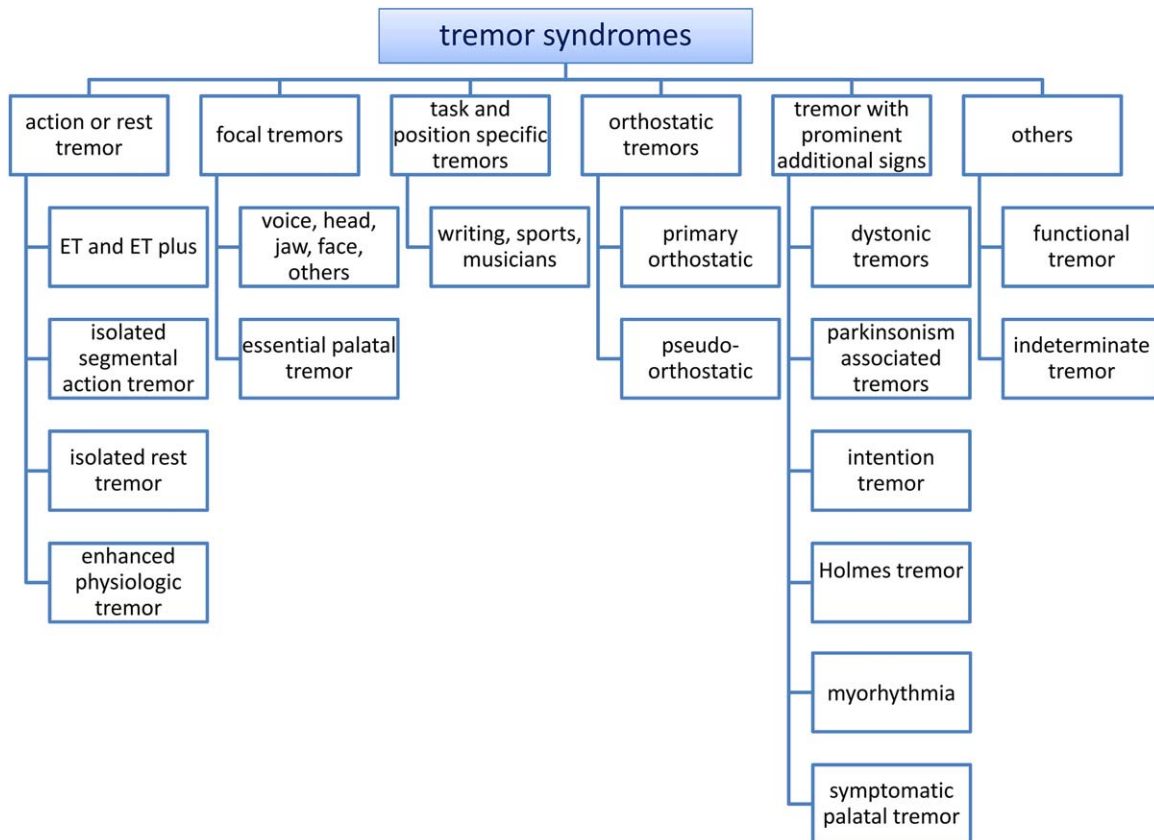 tremor syndromes
action or rest
tremor
focal tremors
task and
position specific
tremors
orthostatic
tremors
tremor with
prominent
additional signs
others
ET and ET plus
isolated
segmental
action tremor
isolated rest
tremor
enhanced
physiologic
tremor
voice, head,
jaw, face,
others
essential palatal
tremor
writing, sports,
musicians
primary
orthostatic
pseudo-
orthostatic
dystonic
tremors
parkinsonism
associated
tremors
intention
tremor
Holmes tremor
myorhythmia
symptomatic
palatal tremor
functional
tremor
indeterminate
tremor